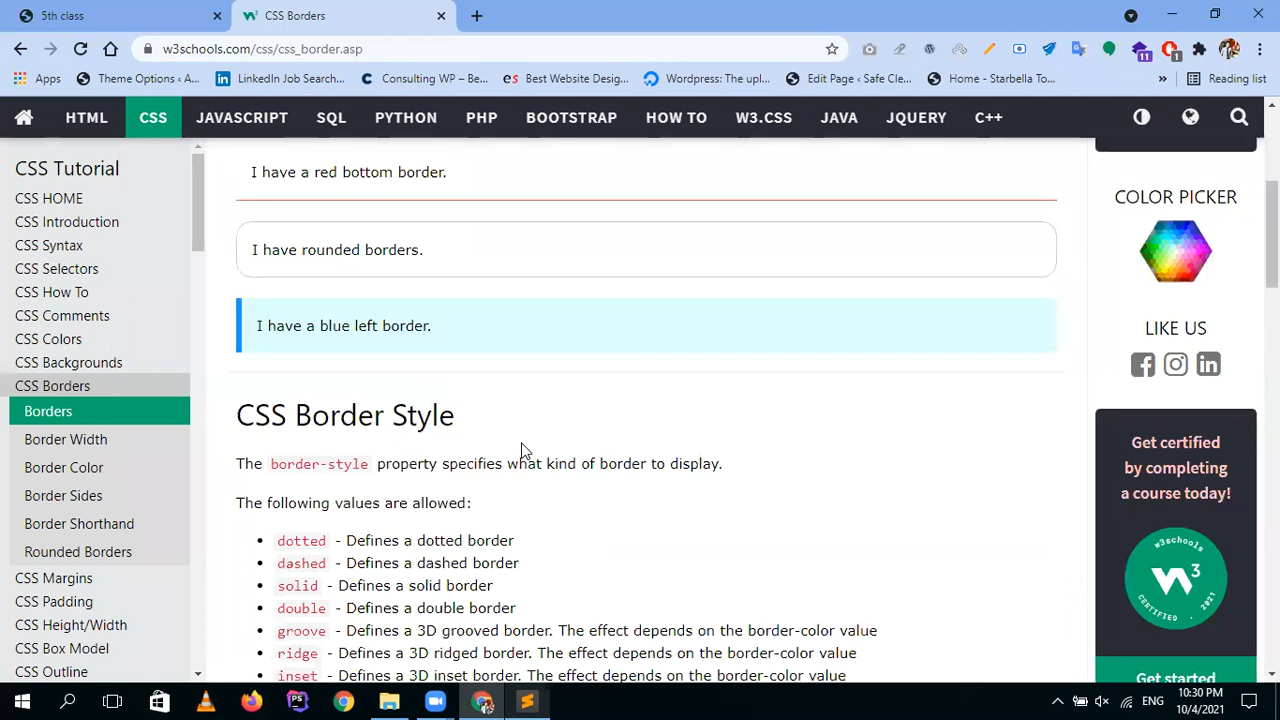 5th class
CSS Borders
w3schools.com/css/css_border.asp
11
1
Apps
Theme Options ‹ A...
LinkedIn Job Search...
Consulting WP – Be...
es
Best Website Desig...
Wordpress: The upl...
Edit Page ‹ Safe Cle...
Home - Starbella To...
»
Reading list
HTML
CSS
JAVASCRIPT
SQL
PYTHON
PHP
BOOTSTRAP
HOW TO
W3.CSS
JAVA
JQUERY
C++
CSS Tutorial
CSS HOME
CSS Introduction
CSS Syntax
CSS Selectors
CSS How To
CSS Comments
CSS Colors
CSS Backgrounds
CSS Borders
Borders
Border Width
Border Color
Border Sides
Border Shorthand
Rounded Borders
CSS Margins
CSS Padding
CSS Height/Width
CSS Box Model
CSS Outline
I have a red bottom border.
I have rounded borders.
I have a blue left border.
CSS Border Style
The border-style property specifies what kind of border to display.
The following values are allowed:
• dotted - Defines a dotted border
• dashed - Defines a dashed border
• solid - Defines a solid border
• double - Defines a double border
• groove - Defines a 3D grooved border. The effect depends on the border-color value
• ridge - Defines a 3D ridged border. The effect depends on the border-color value
• inset - Defines a 3D inset border. The effect depends on the border-color value
COLOR PICKER
LIKE US
Get certified
by completing
a course today!
w3schools
W3
CERTIFIED . 2021
Get started
ENG
10:30 PM
10/4/2021